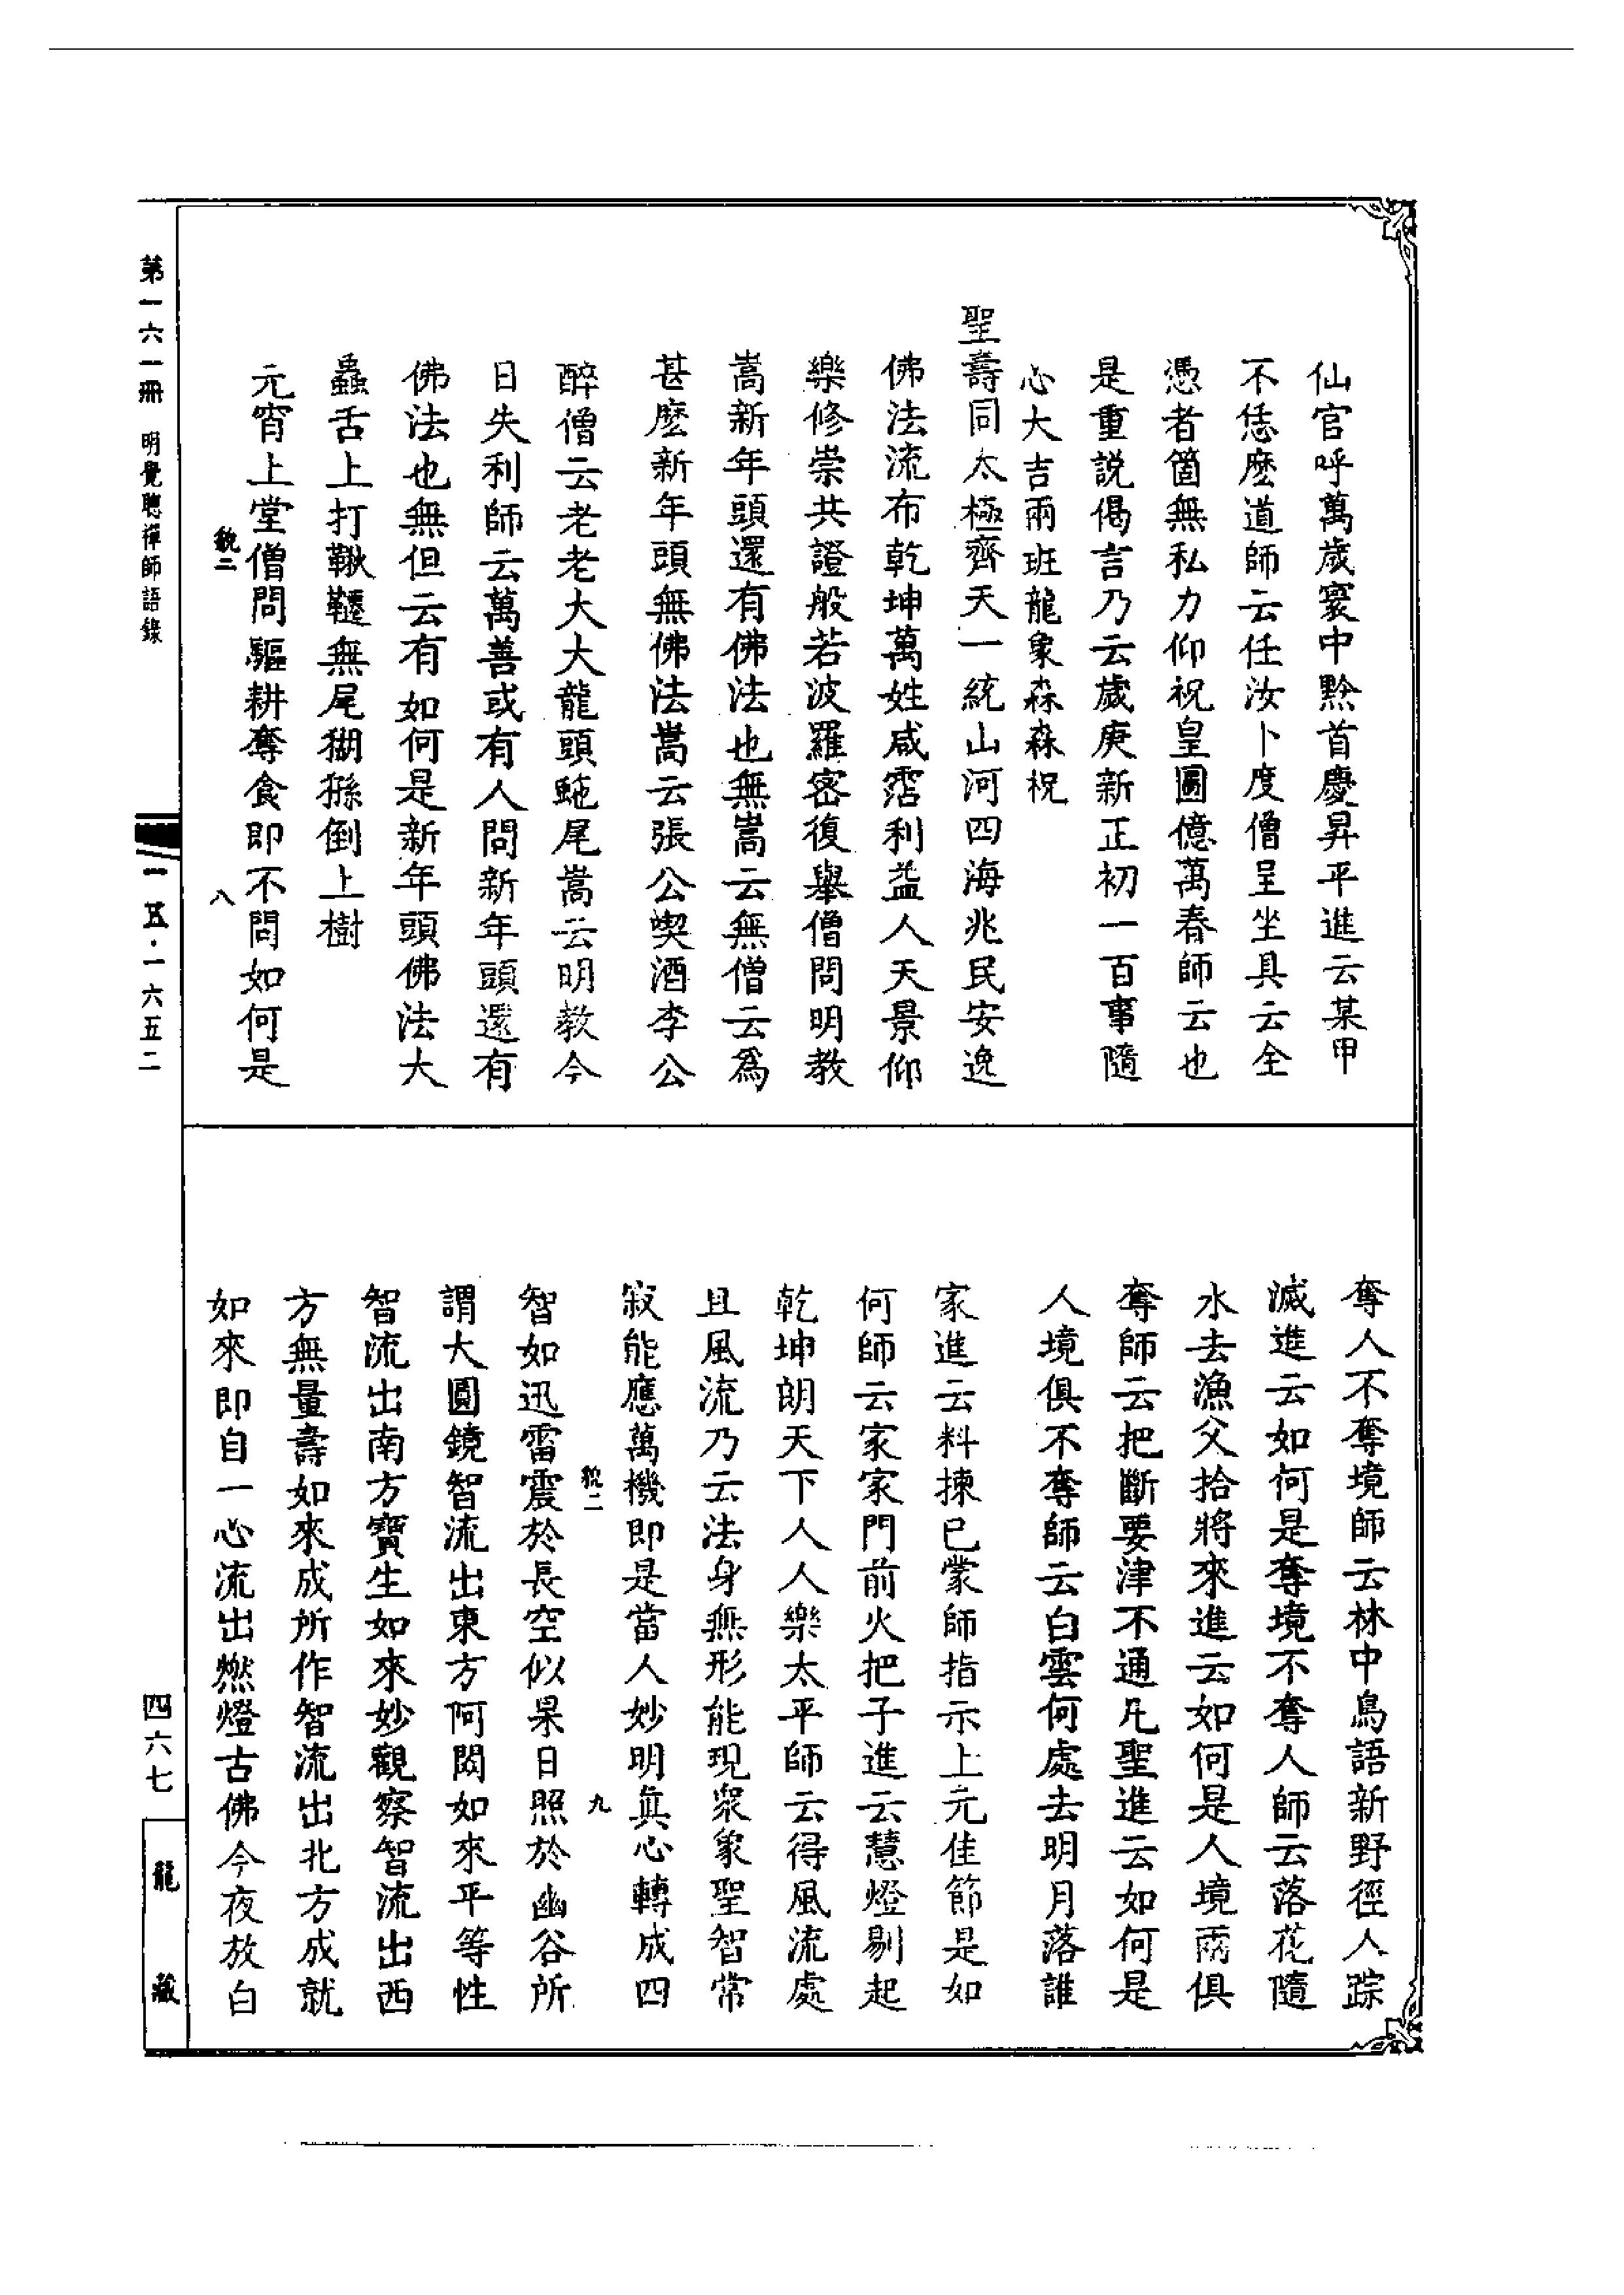 仙官呼萬歲寰中黔首慶昇平進云某甲
不恁麽道師云任汝卜度僧呈坐具云全
憑者箇無私力仰祝皇圖億萬春師云也
是重説偈言乃云歲庚新正初一百事隨
心大吉兩班龍象森森祝
聖壽同太極齊天一統山河四海兆民安逸
佛法流布乾坤萬姓咸霑利益人天景仰
樂修崇共證般若波羅密復舉僧問明教
嵩新年頭還有佛法也無嵩云無僧云爲
甚麽新年頭無佛法嵩云張公喫酒李公
醉僧云老老大大龍頭虵尾嵩云明教今
日失利師云萬善或有人問新年頭還有
佛法也無但云有如何是新年頭佛法大
蟲舌上打鞦韆無尾猢猻倒上樹
元宵上堂僧問驅耕奪食即不問如何是
貌二 八
奪人不奪境師云林中鳥語新野徑人踪
滅進云如何是奪境不奪人師云落花隨
水去漁父拾將來進云如何是人境兩俱
奪師云把斷要津不通凡聖進云如何是
人境俱不奪師云白雲何處去明月落誰
家進云料揀已蒙師指示上元佳節是如
何師云家家門前火把子進云慧燈剔起
乾坤朗天下人人樂太平師云得風流處
且風流乃云法身無形能現衆象聖智常
寂能應萬機即是當人妙明真心轉成四
貌二 九
智如迅雷震於長空似杲日照於幽谷所
謂大圓鏡智流出東方阿閦如來平等性
智流出南方寶生如來妙觀察智流出西
方無量壽如來成所作智流出北方成就
如來即自一心流出燃燈古佛今夜放白
第一六一冊 明覺聰禪師語錄
一五·一六五二
四六七
龍藏